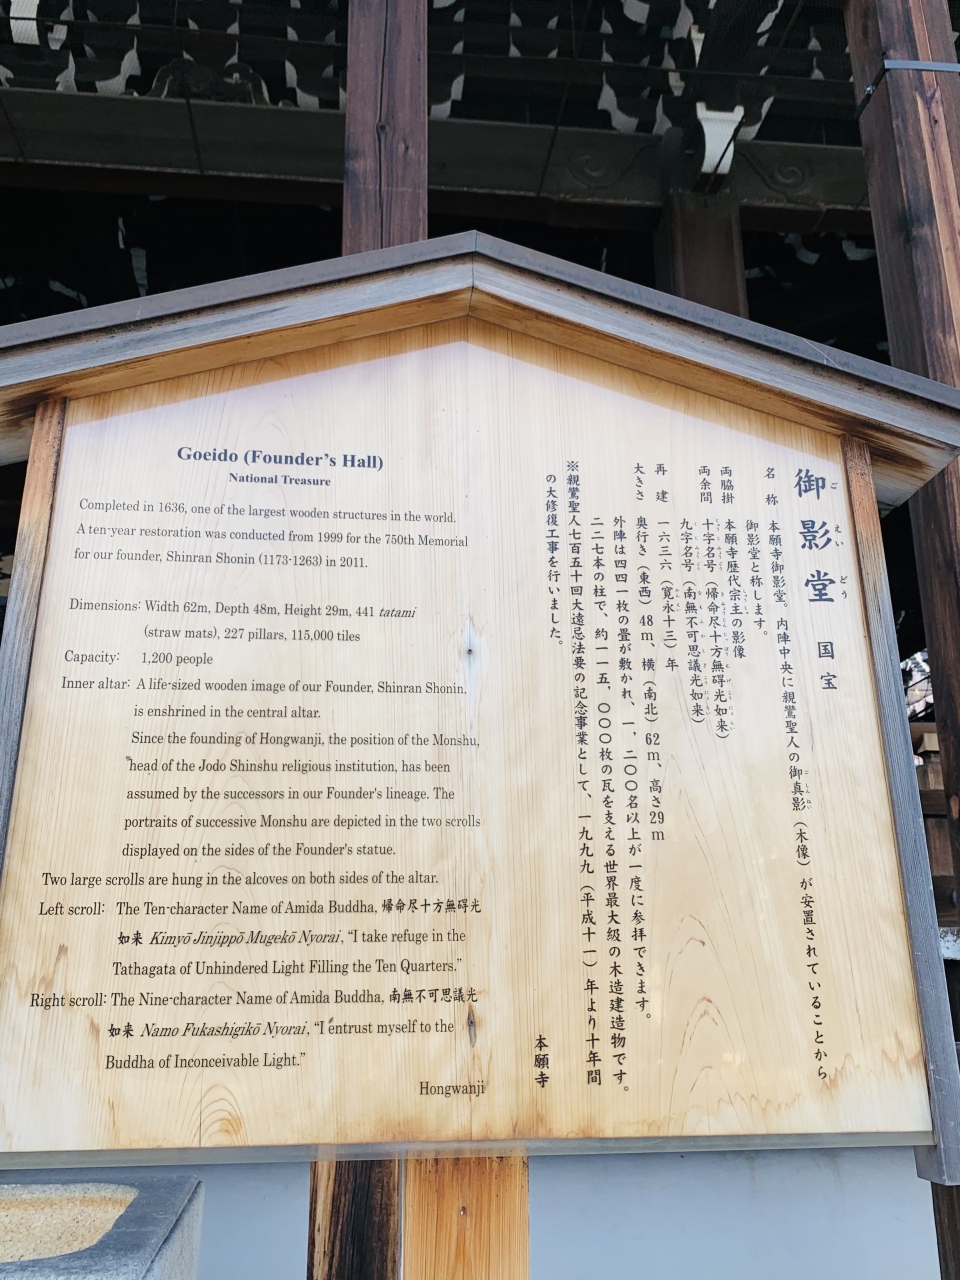 Goeido (Founder's Hall)
National Treasure
Completed in 1636, one of the largest wooden structures in the world.
A ten-year restoration was conducted from 1999 for the 750th Memorial
for our founder, Shinran Shonin (1173-1263) in 2011.
Dimensions: Width 62m, Depth 48m, Height 29m, 441 tatami
(straw mats), 227 pillars, 115,000 tiles
Capacity: 1,200 people
Inner altar: A life-sized wooden image of our Founder, Shinran Shonin,
is enshrined in the central altar.
Since the founding of Hongwanji, the position of the Monshu,
head of the Jodo Shinshu religious institution, has been
assumed by the successors in our Founder's lineage. The
portraits of successive Monshu are depicted in the two scrolls
displayed on the sides of the Founder's statue.
Two large scrolls are hung in the alcoves on both sides of the altar.
Left scroll: The Ten-character Name of Amida Buddha, 帰命尽十方無碍光
如来 Kimyō Jinjippō Mugekō Nyorai, “I take refuge in the
Tathagata of Unhindered Light Filling the Ten Quarters.”
Right scroll: The Nine-character Name of Amida Buddha, 南無不可思議光
如来 Namo Fukashigikō Nyorai, “I entrust myself to the
Buddha of Inconceivable Light.”
Hongwanji
御影堂 国宝
ご えい どう
名称 本願寺御影堂。内陣中央に親鸞聖人の御真影（木像）が安置されていることから
御影堂と称します。
両脇掛 本願寺歴代宗主の影像
両余間 十字名号（帰命尽十方無碍光如来）
九字名号（南無不可思議光如来）
再建 一六三六（寛永十三）年
大きさ 奥行き（東西）48m、横（南北）62m、高さ29m
外陣は四四一枚の畳が敷かれ、一、二〇〇名以上が一度に参拝できます。
二二七本の柱で、約一一五、〇〇〇枚の瓦を支える世界最大級の木造建造物です。
※親鸞聖人七百五十回大遠忌法要の記念事業として、一九九九（平成十一）年より十年間
の大修復工事を行いました。
本願寺